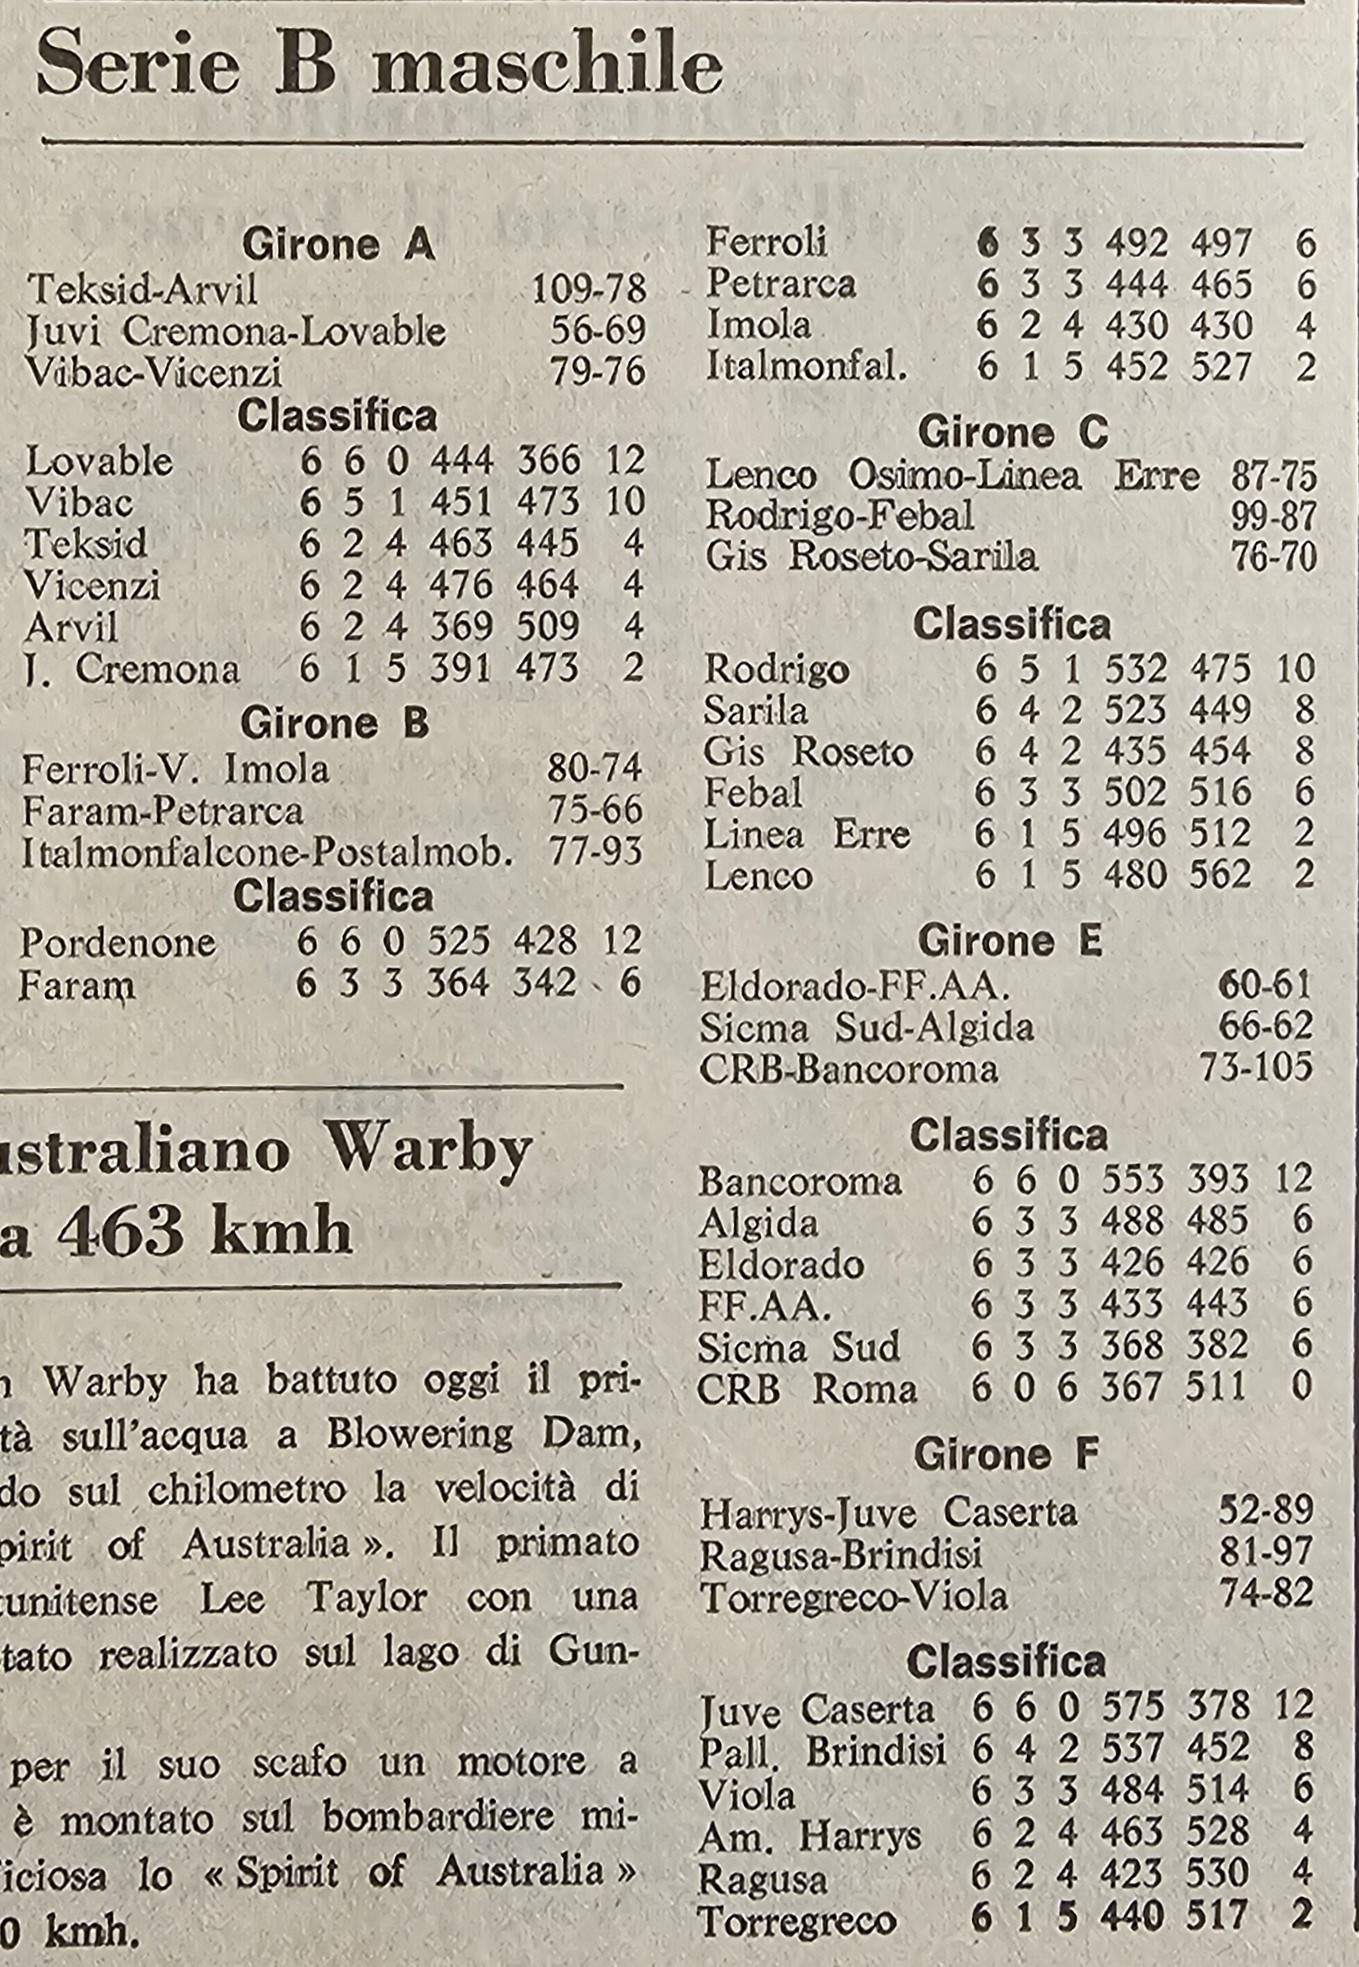 Serie B maschile
Girone A
Teksid-Arvil 109-78
Juvi Cremona-Lovable 56-69
Vibac-Vicenzi 79-76
Classifica
Lovable 6 6 0 444 366 12
Vibac 6 5 1 451 473 10
Teksid 6 2 4 463 445 4
Vicenzi 6 2 4 476 464 4
Arvil 6 2 4 369 509 4
J. Cremona 6 1 5 391 473 2
Girone B
Ferroli-V. Imola 80-74
Faram-Petrarca 75-66
Italmonfalcone-Postalmob. 77-93
Classifica
Pordenone 6 6 0 525 428 12
Faram 6 3 3 364 342 6
Ferroli 6 3 3 492 497 6
Petrarca 6 3 3 444 465 6
Imola 6 2 4 430 430 4
Italmonfal. 6 1 5 452 527 2
Girone C
Lenco Osimo-Linea Erre 87-75
Rodrigo-Febal 99-87
Gis Roseto-Sarila 76-70
Classifica
Rodrigo 6 5 1 532 475 10
Sarila 6 4 2 523 449 8
Gis Roseto 6 4 2 435 454 8
Febal 6 3 3 502 516 6
Linea Erre 6 1 5 496 512 2
Lenco 6 1 5 480 562 2
Girone E
Eldorado-FF.AA. 60-61
Sicma Sud-Algida 66-62
CRB-Bancoroma 73-105
Classifica
Bancoroma 6 6 0 553 393 12
Algida 6 3 3 488 485 6
Eldorado 6 3 3 426 426 6
FF.AA. 6 3 3 433 443 6
Sicma Sud 6 3 3 368 382 6
CRB Roma 6 0 6 367 511 0
Girone F
Harrys-Juve Caserta 52-89
Ragusa-Brindisi 81-97
Torregreco-Viola 74-82
Classifica
Juve Caserta 6 6 0 575 378 12
Pall. Brindisi 6 4 2 537 452 8
Viola 6 3 3 484 514 6
Am. Harrys 6 2 4 463 528 4
Ragusa 6 2 4 423 530 4
Torregreco 6 1 5 440 517 2
ustraliano Warby
a 463 kmh
n Warby ha battuto oggi il pri-
tà sull'acqua a Blowering Dam,
do sul chilometro la velocità di
pirit of Australia ». Il primato
tunitense Lee Taylor con una
tato realizzato sul lago di Gun-
per il suo scafo un motore a
è montato sul bombardiere mi-
iciosa lo « Spirit of Australia »
0 kmh.